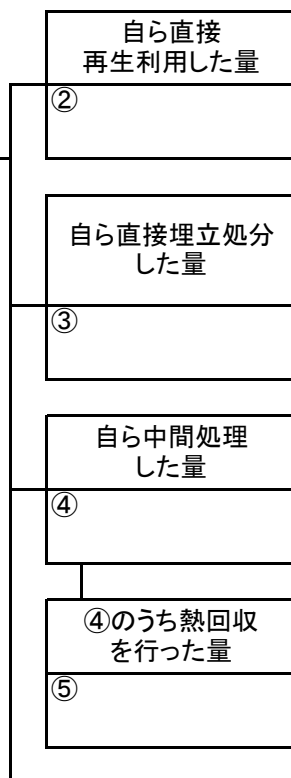 自ら直接
再生利用した量
②
自ら直接埋立処分
した量
③
自ら中間処理
した量
④
④のうち熱回収
を行った量
⑤